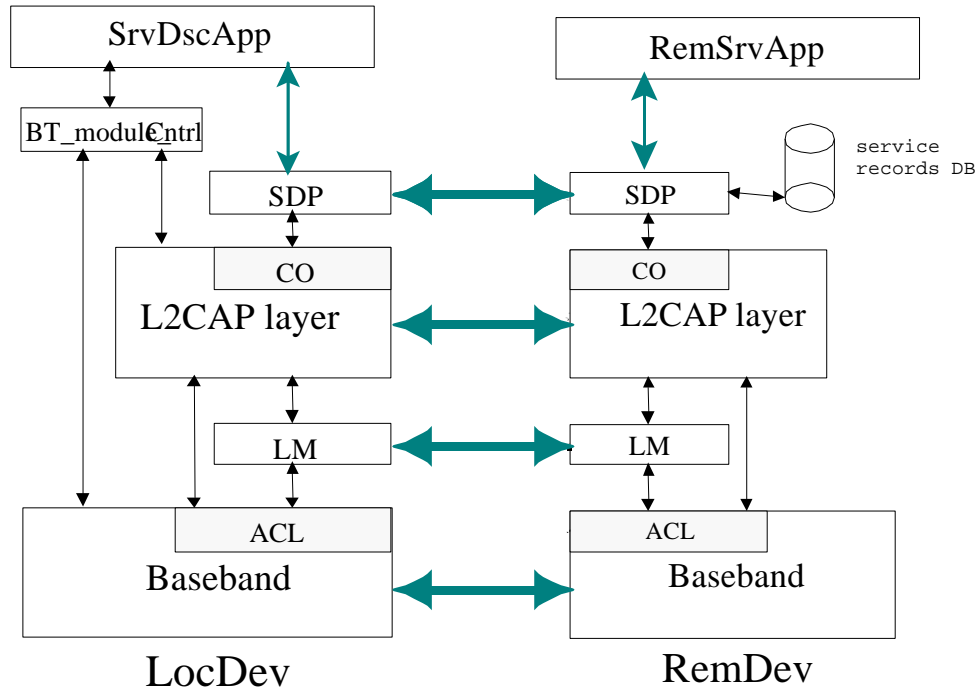 SrvDscApp
RemSrvApp
BT_module_Cntrl
service
records DB
SDP
SDP
CO
CO
L2CAP layer
L2CAP layer
LM
LM
ACL
ACL
Baseband
Baseband
LocDev
RemDev